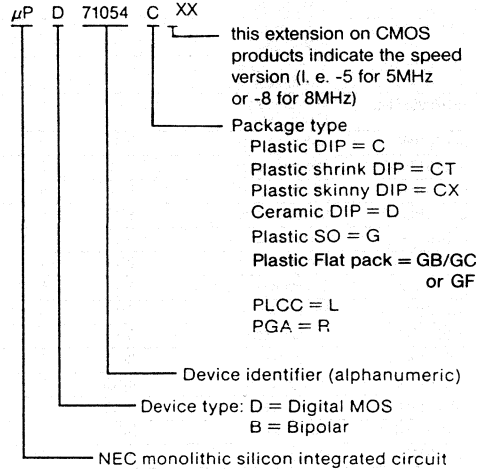 μP D 71054 C XX
this extension on CMOS
products indicate the speed
version (I. e. -5 for 5MHz
or -8 for 8MHz)
Package type
Plastic DIP = C
Plastic shrink DIP = CT
Plastic skinny DIP = CX
Ceramic DIP = D
Plastic SO = G
Plastic Flat pack = GB/GC
or GF
PLCC = L
PGA = R
Device identifier (alphanumeric)
Device type: D = Digital MOS
B = Bipolar
NEC monolithic silicon integrated circuit